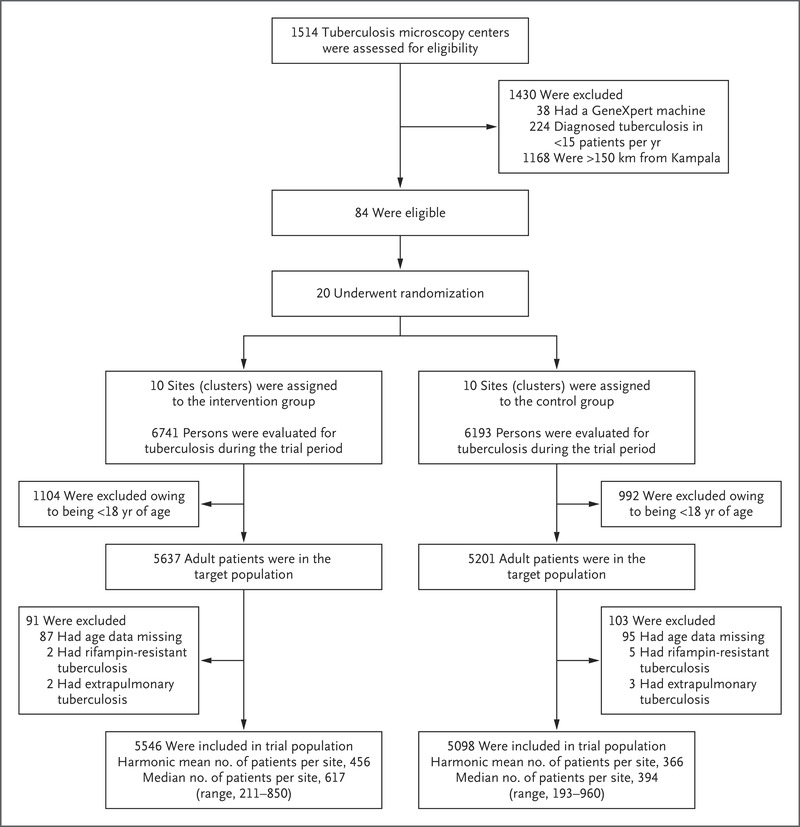 1514 Tuberculosis microscopy centers
were assessed for eligibility
1430 Were excluded
38 Had a GeneXpert machine
224 Diagnosed tuberculosis in
<15 patients per yr
1168 Were >150 km from Kampala
84 Were eligible
20 Underwent randomization
10 Sites (clusters) were assigned
to the intervention group
6741 Persons were evaluated for
tuberculosis during the trial period
10 Sites (clusters) were assigned
to the control group
6193 Persons were evaluated for
tuberculosis during the trial period
1104 Were excluded owing
to being <18 yr of age
992 Were excluded owing
to being <18 yr of age
5637 Adult patients were in the
target population
5201 Adult patients were in the
target population
91 Were excluded
87 Had age data missing
2 Had rifampin-resistant
tuberculosis
2 Had extrapulmonary
tuberculosis
103 Were excluded
95 Had age data missing
5 Had rifampin-resistant
tuberculosis
3 Had extrapulmonary
tuberculosis
5546 Were included in trial population
Harmonic mean no. of patients per site, 456
Median no. of patients per site, 617
(range, 211–850)
5098 Were included in trial population
Harmonic mean no. of patients per site, 366
Median no. of patients per site, 394
(range, 193–960)